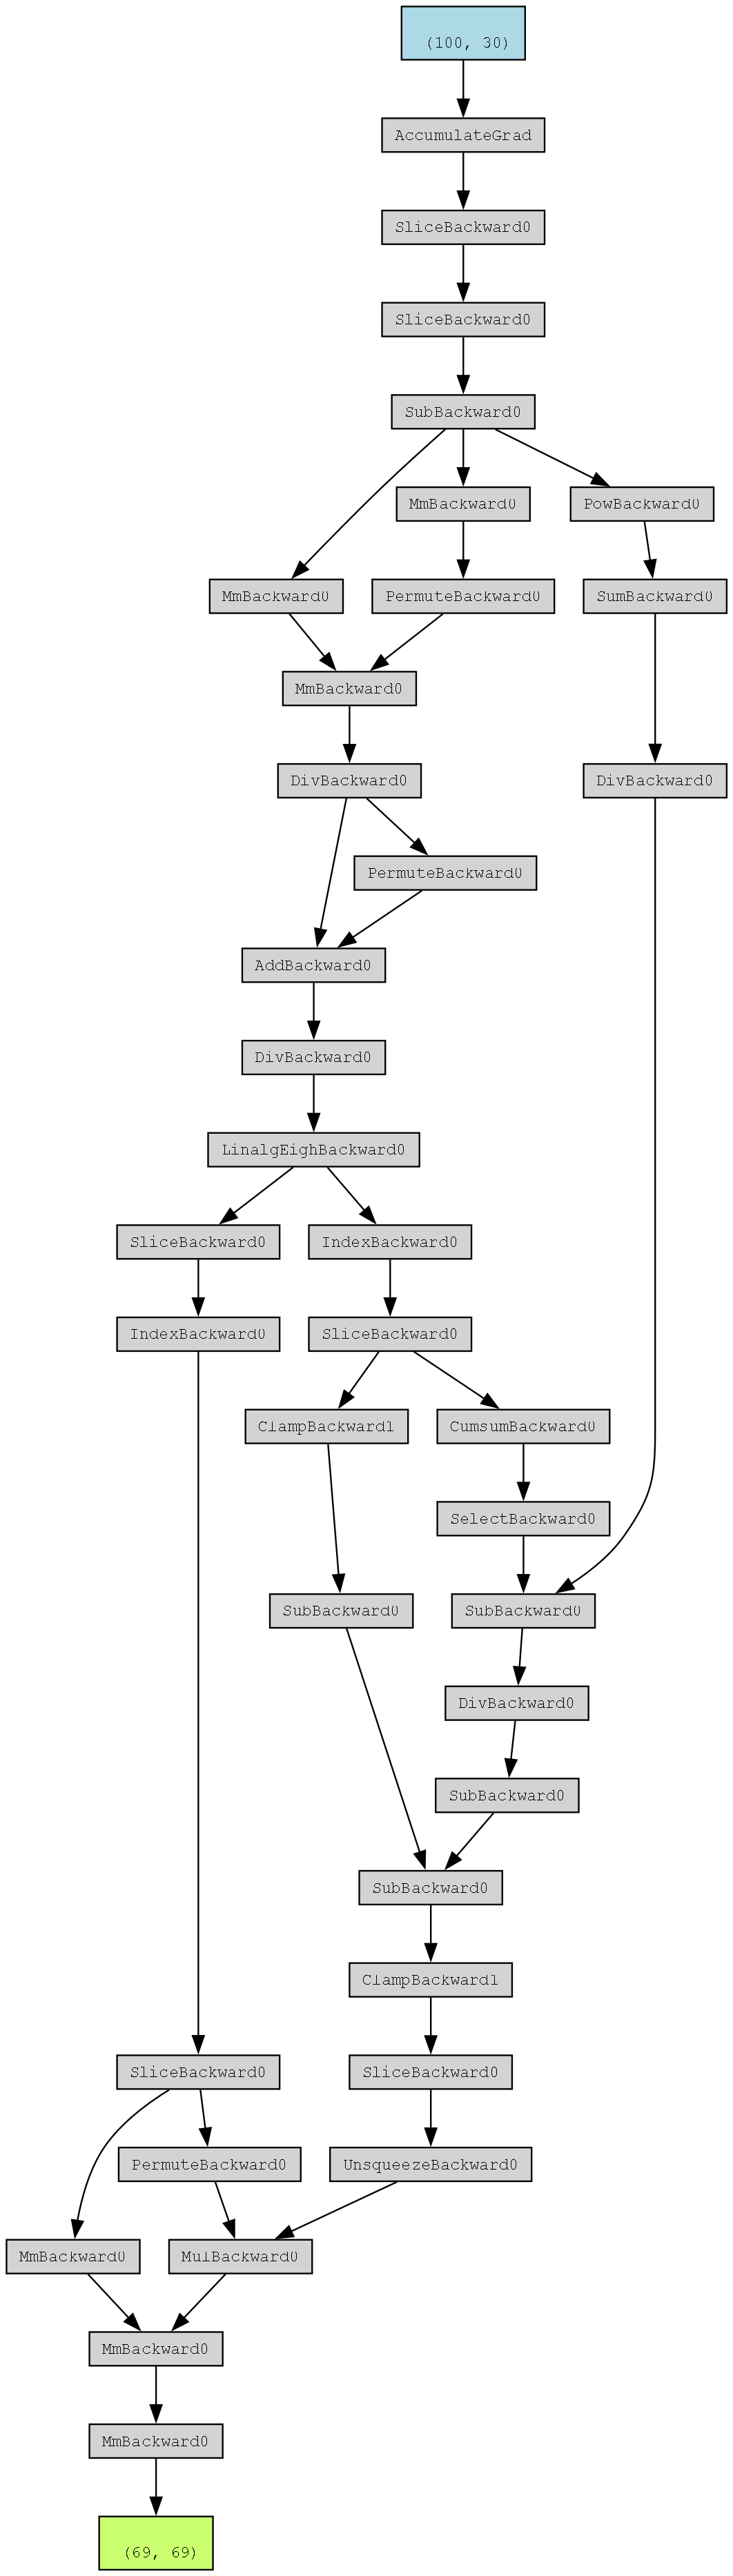 (100, 30)
AccumulateGrad
SliceBackward0
SliceBackward0
SubBackward0
MmBackward0
PowBackward0
MmBackward0
PermuteBackward0
SumBackward0
MmBackward0
DivBackward0
DivBackward0
PermuteBackward0
AddBackward0
DivBackward0
LinalgEighBackward0
SliceBackward0
IndexBackward0
IndexBackward0
SliceBackward0
ClampBackward1
CumsumBackward0
SelectBackward0
SubBackward0
SubBackward0
DivBackward0
SubBackward0
SubBackward0
ClampBackward1
SliceBackward0
SliceBackward0
PermuteBackward0
UnsqueezeBackward0
MmBackward0
MulBackward0
MmBackward0
MmBackward0
(69, 69)